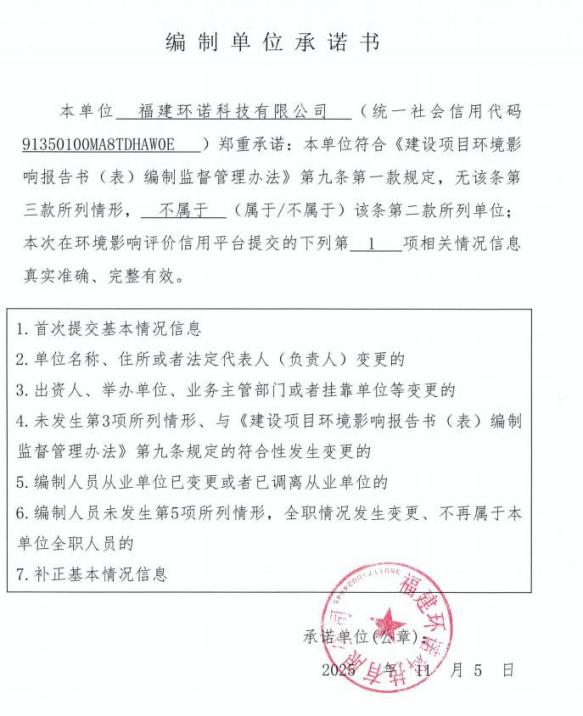 编制单位承诺书
本单位 福建环诺科技有限公司 （统一社会信用代码
91350100MA8TDHAW0E ）郑重承诺：本单位符合《建设项目环境影
响报告书（表）编制监督管理办法》第九条第一款规定，无该条第
三款所列情形， 不属于 （属于/不属于）该条第二款所列单位；
本次在环境影响评价信用平台提交的下列第 1 项相关情况信息
真实准确、完整有效。
1.首次提交基本情况信息
2.单位名称、住所或者法定代表人（负责人）变更的
3.出资人、举办单位、业务主管部门或者挂靠单位等变更的
4.未发生第3项所列情形、与《建设项目环境影响报告书（表）编制
监督管理办法》第九条规定的符合性发生变更的
5.编制人员从业单位已变更或者已调离从业单位的
6.编制人员未发生第5项所列情形，全职情况发生变更、不再属于本
单位全职人员的
7.补正基本情况信息
承诺单位(公章)：
2025 年 11 月 5 日
福建环诺科技有限公司